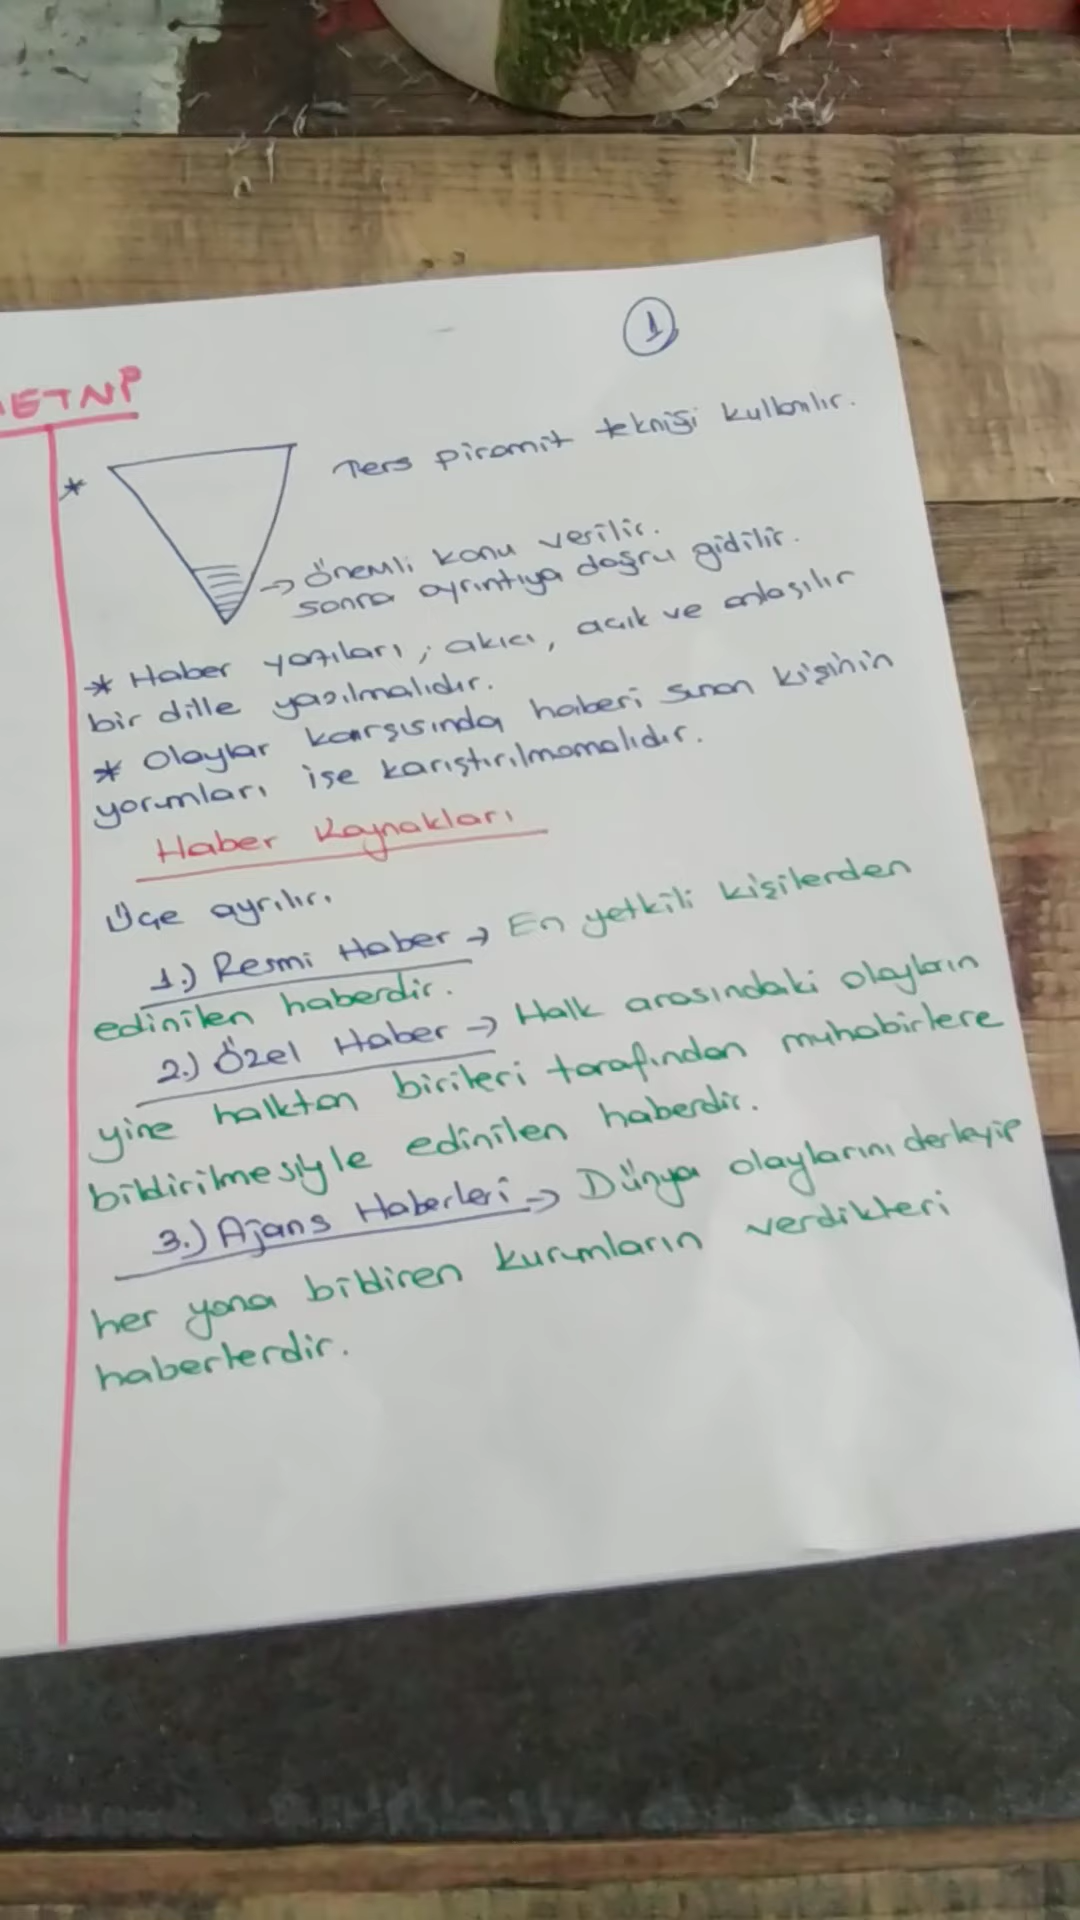 ETNİ
1
* Ters piramit tekniği kullanılır.
-> Önemli konu verilir.
sonra ayrıntıya doğru gidilir.
* Haber yazıları, akıcı, açık ve anlaşılır
bir dille yazılmalıdır.
* Olaylar karşısında haberi sunan kişinin
yorumları ise karıştırılmamalıdır.
Haber Kaynakları
Üçe ayrılır.
1.) Resmi Haber -> En yetkili kişilerden
edinilen haberdir.
2.) Özel Haber -> Halk arasındaki olayların
yine halktan birileri tarafından muhabirlere
bildirilmesiyle edinilen haberdir.
3.) Ajans Haberleri -> Dünya olaylarını derleyip
her yana bildiren kurumların verdikleri
haberlerdir.